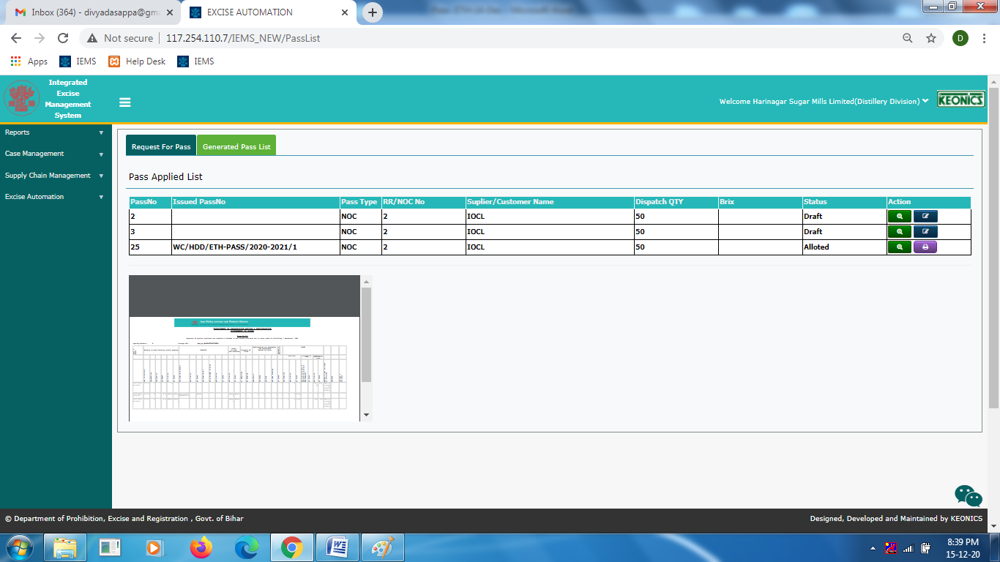 Inbox (364) - divyadasappa@gma
EXCISE AUTOMATION
Not secure 117.254.110.7/IEMS_NEW/PassList
D
Apps IEMS Help Desk IEMS
Integrated
Excise
Management
System
Welcome Harinagar Sugar Mills Limited(Distillery Division)
KEONICS
Reports
Case Management
Supply Chain Management
Excise Automation
Request For Pass Generated Pass List
Pass Applied List
PassNo Issued PassNo Pass Type RR/NOC No Suplier/Customer Name Dispatch QTY Brix Status Action
2 NOC 2 IOCL 50 Draft
3 NOC 2 IOCL 50 Draft
25 WC/HDD/ETH-PASS/2020-2021/1 NOC 2 IOCL 50 Alloted
© Department of Prohibition, Excise and Registration , Govt. of Bihar
Designed, Developed and Maintained by KEONICS
8:39 PM
15-12-20